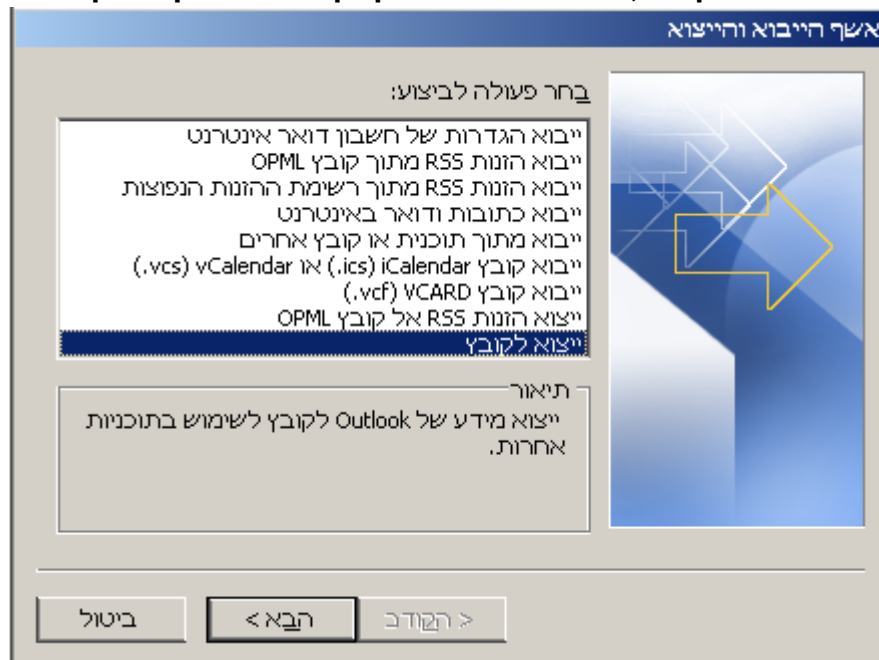 אשף הייבוא והייצוא
בחר פעולה לביצוע:
ייבוא הגדרות של חשבון דואר אינטרנט
ייבוא הזנות RSS מתוך קובץ OPML
ייבוא הזנות RSS מתוך רשימת ההזנות הנפוצות
ייבוא כתובות ודואר באינטרנט
ייבוא מתוך תוכנית או קובץ אחרים
ייבוא קובץ iCalendar (.ics) או vCalendar (.vcs)
ייבוא קובץ VCARD (.vcf)
ייצוא הזנות RSS אל קובץ OPML
ייצוא לקובץ
תיאור
ייצוא מידע של Outlook לקובץ לשימוש בתוכניות
אחרות.
< הקודם הבא > ביטול